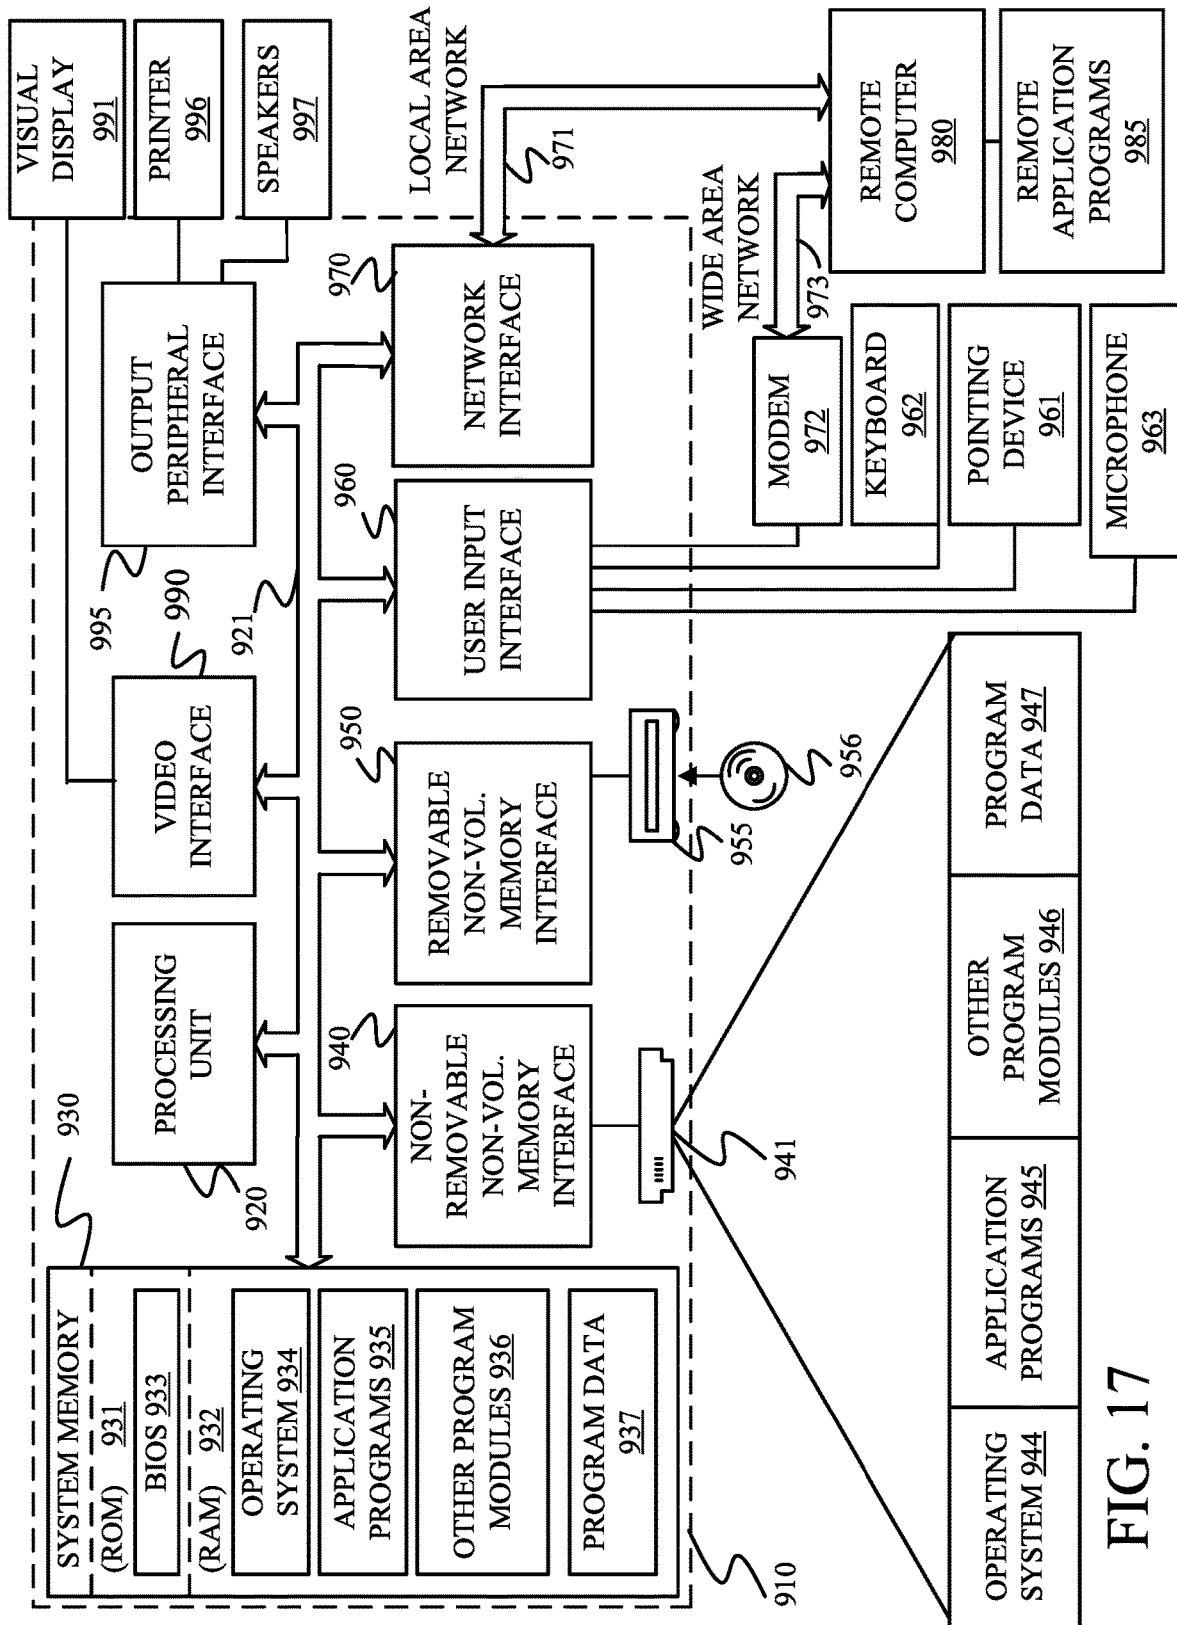 SYSTEM MEMORY
(ROM) 931
BIOS 933
(RAM) 932
OPERATING
SYSTEM 934
APPLICATION
PROGRAMS 935
OTHER PROGRAM
MODULES 936
PROGRAM DATA
937
930
PROCESSING
UNIT
920
VIDEO
INTERFACE
990
921
OUTPUT
PERIPHERAL
INTERFACE
995
VISUAL
DISPLAY
991
PRINTER
996
SPEAKERS
997
NON-
REMOVABLE
NON-VOL.
MEMORY
INTERFACE
940
REMOVABLE
NON-VOL.
MEMORY
INTERFACE
950
USER INPUT
INTERFACE
960
NETWORK
INTERFACE
970
LOCAL AREA
NETWORK
971
910
941
955
956
WIDE AREA
NETWORK
973
MODEM
972
KEYBOARD
962
POINTING
DEVICE
961
MICROPHONE
963
REMOTE
COMPUTER
980
REMOTE
APPLICATION
PROGRAMS
985
OPERATING
SYSTEM 944
APPLICATION
PROGRAMS 945
OTHER
PROGRAM
MODULES 946
PROGRAM
DATA 947
FIG. 17